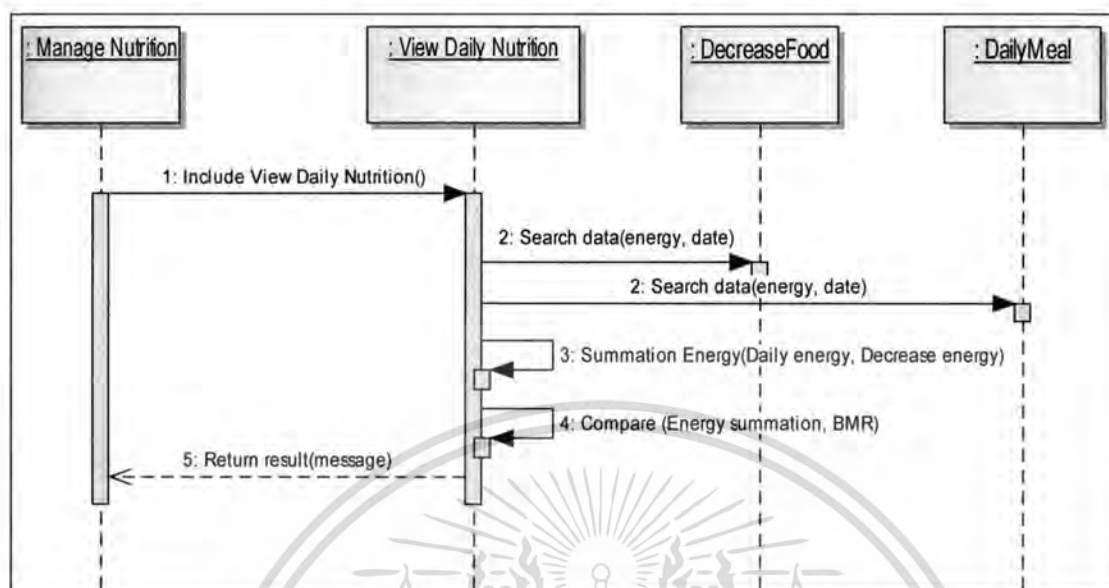 : Manage Nutrition
: View Daily Nutrition
: DecreaseFood
: DailyMeal
1: Include View Daily Nutrition()
2: Search data(energy, date)
2: Search data(energy, date)
3: Summation Energy(Daily energy, Decrease energy)
4: Compare (Energy summation, BMR)
5: Return result(message)